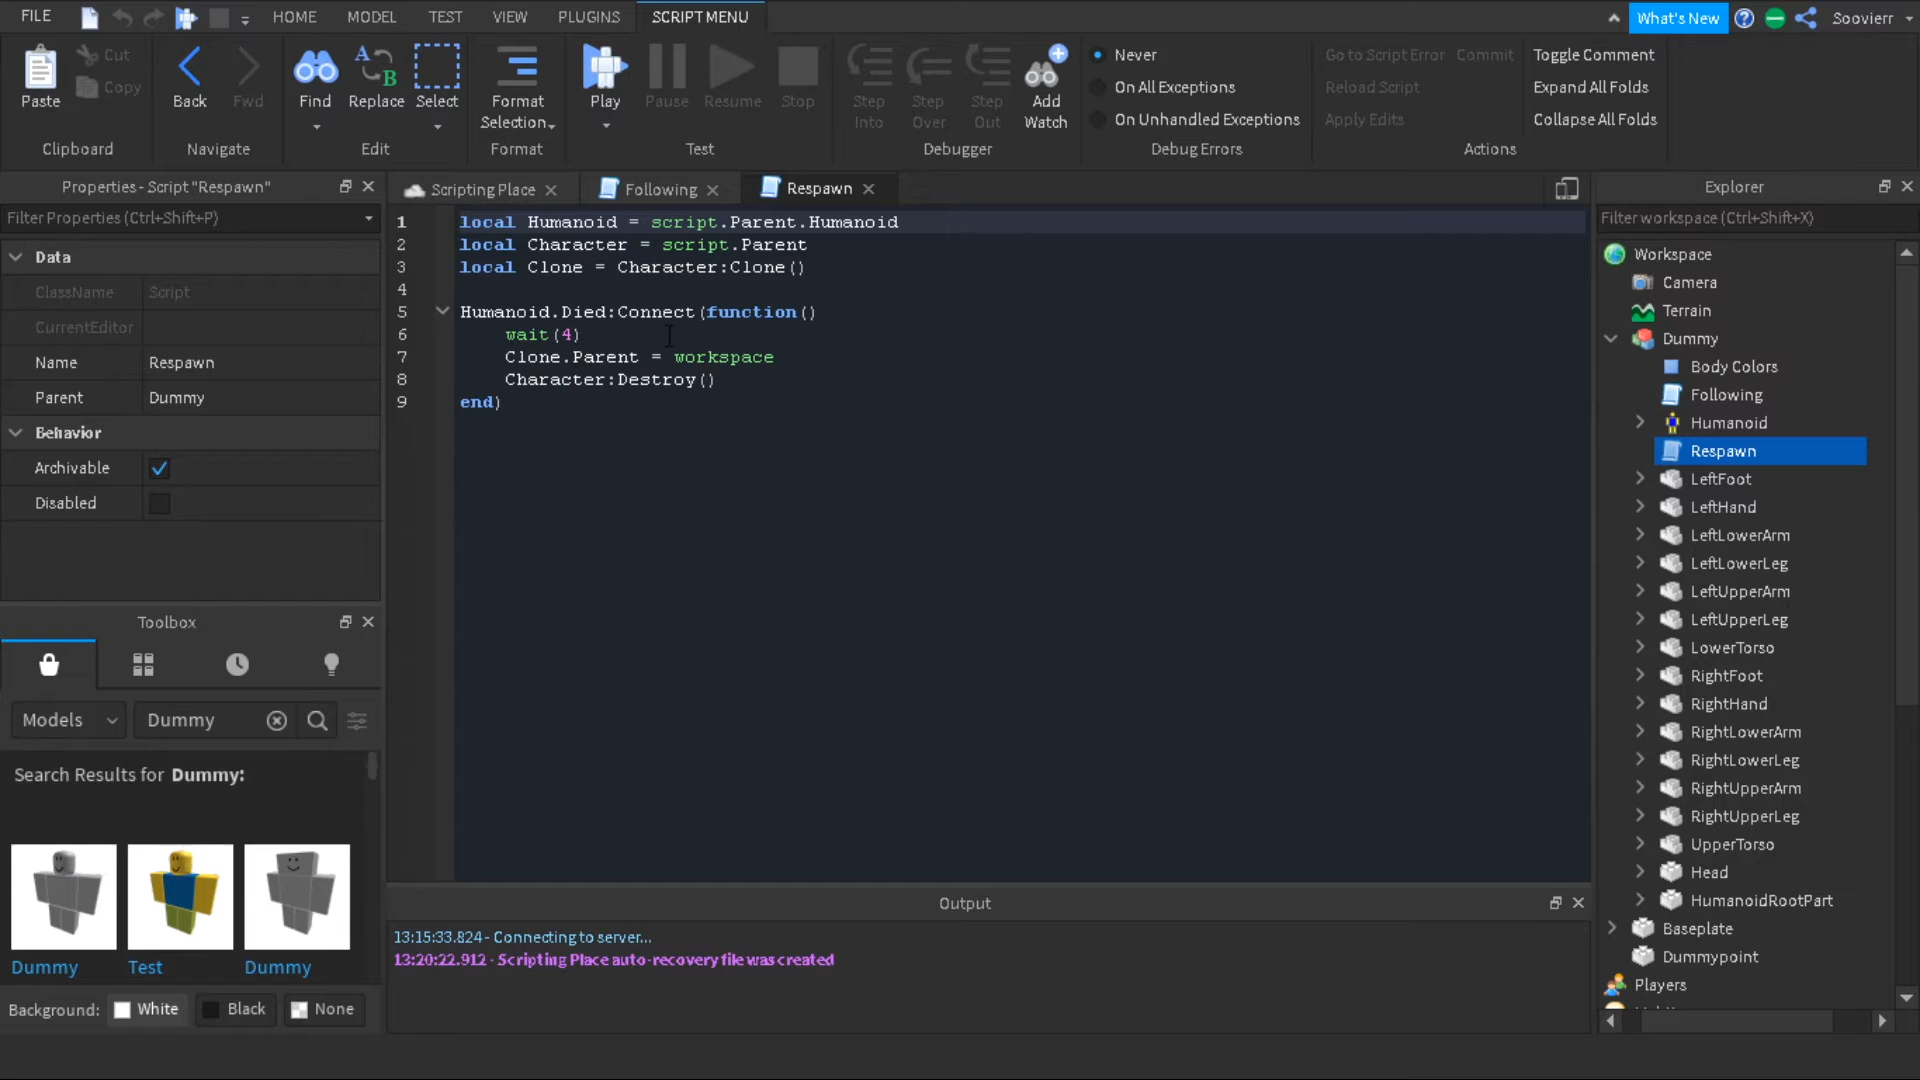 FILE
HOME
MODEL
TEST
VIEW
PLUGINS
SCRIPT MENU
What's New
Soovierr
Paste
Cut
Copy
Clipboard
Back
Fwd
Navigate
Find
Replace
Select
Edit
Format
Selection
Format
Play
Pause
Resume
Stop
Test
Step
Into
Step
Over
Step
Out
Add
Watch
Debugger
Never
On All Exceptions
On Unhandled Exceptions
Debug Errors
Go to Script Error
Commit
Reload Script
Apply Edits
Toggle Comment
Expand All Folds
Collapse All Folds
Actions
Properties - Script "Respawn"
Filter Properties (Ctrl+Shift+P)
Data
ClassName Script
CurrentEditor
Name Respawn
Parent Dummy
Behavior
Archivable
Disabled
Toolbox
Models
Dummy
Search Results for Dummy:
Dummy
Test
Dummy
Background: White Black None
Scripting Place
Following
Respawn
1 local Humanoid = script.Parent.Humanoid
2 local Character = script.Parent
3 local Clone = Character:Clone()
4
5 Humanoid.Died:Connect(function()
6 wait(4)
7 Clone.Parent = workspace
8 Character:Destroy()
9 end)
Output
13:15:33.824 - Connecting to server...
13:20:22.912 - Scripting Place auto-recovery file was created
Explorer
Filter workspace (Ctrl+Shift+X)
Workspace
Camera
Terrain
Dummy
Body Colors
Following
Humanoid
Respawn
LeftFoot
LeftHand
LeftLowerArm
LeftLowerLeg
LeftUpperArm
LeftUpperLeg
LowerTorso
RightFoot
RightHand
RightLowerArm
RightLowerLeg
RightUpperArm
RightUpperLeg
UpperTorso
Head
HumanoidRootPart
Baseplate
Dummypoint
Players